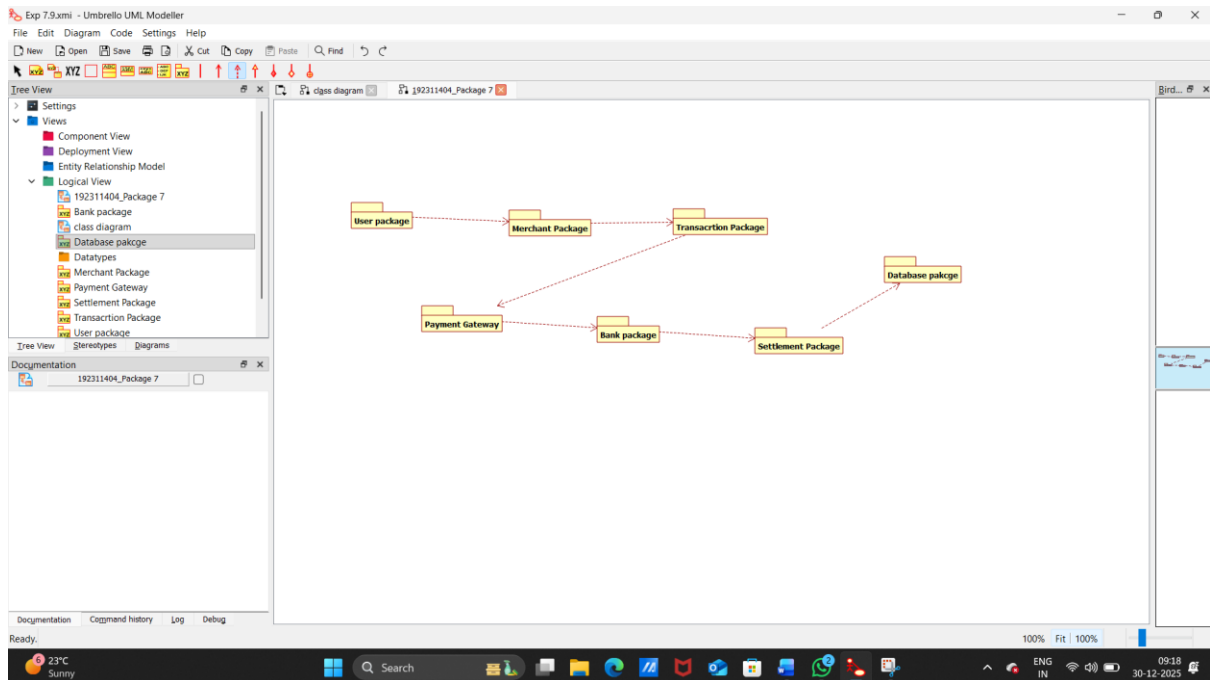 Exp 7.9.xmi - Umbrello UML Modeller
File Edit Diagram Code Settings Help
New Open Save Cut Copy Paste Find
XYZ
Tree View
class diagram 192311404_Package 7
Bird...
Settings
Views
Component View
Deployment View
Entity Relationship Model
Logical View
192311404_Package 7
Bank package
class diagram
Database pakcge
Datatypes
Merchant Package
Payment Gateway
Settlement Package
Transacrtion Package
User package
Tree View Stereotypes Diagrams
Documentation
192311404_Package 7
User package
Merchant Package
Transacrtion Package
Database pakcge
Payment Gateway
Bank package
Settlement Package
Documentation Command history Log Debug
Ready.
100% Fit 100%
6
23°C
Sunny
Search
2
ENG
IN
09:18
30-12-2025